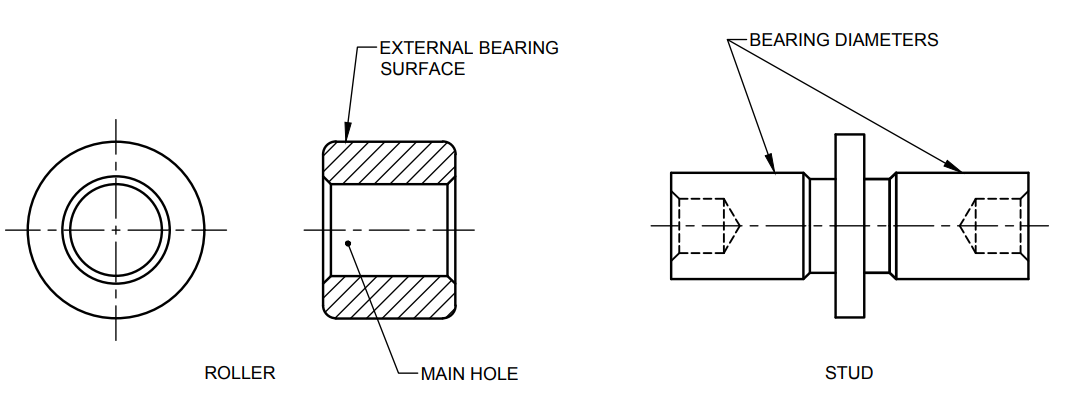 EXTERNAL BEARING
SURFACE
BEARING DIAMETERS
ROLLER
MAIN HOLE
STUD